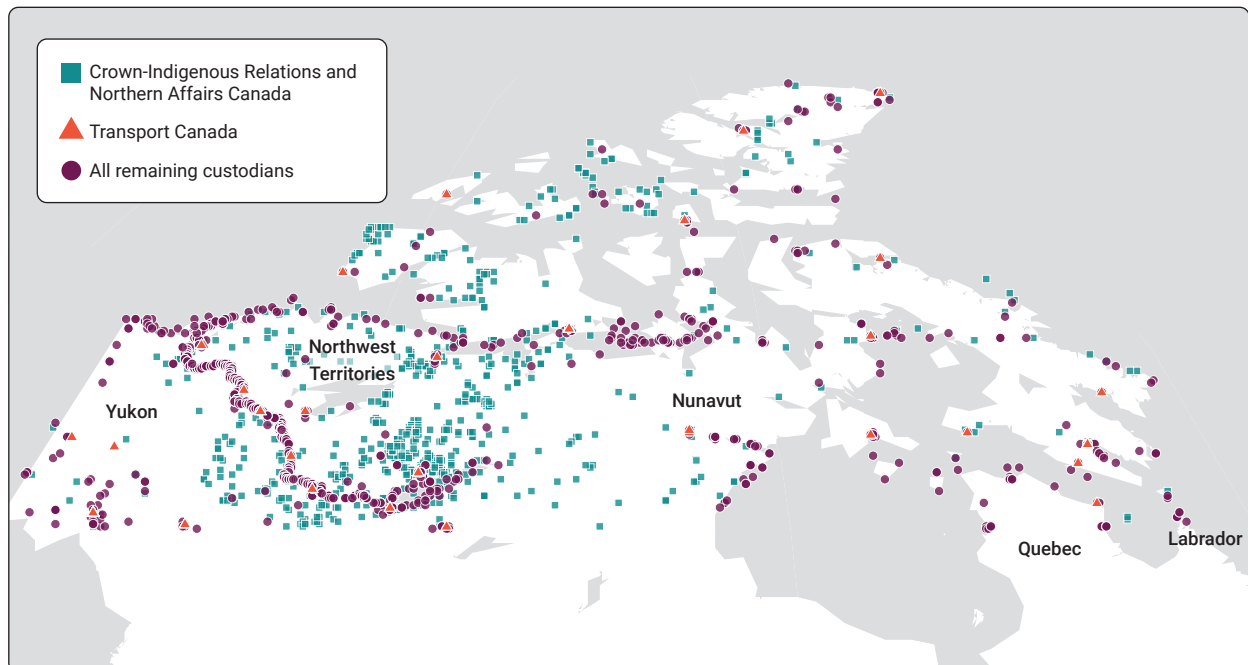 Crown-Indigenous Relations and
Northern Affairs Canada
Transport Canada
All remaining custodians
Northwest
Territories
Yukon
Nunavut
Quebec
Labrador